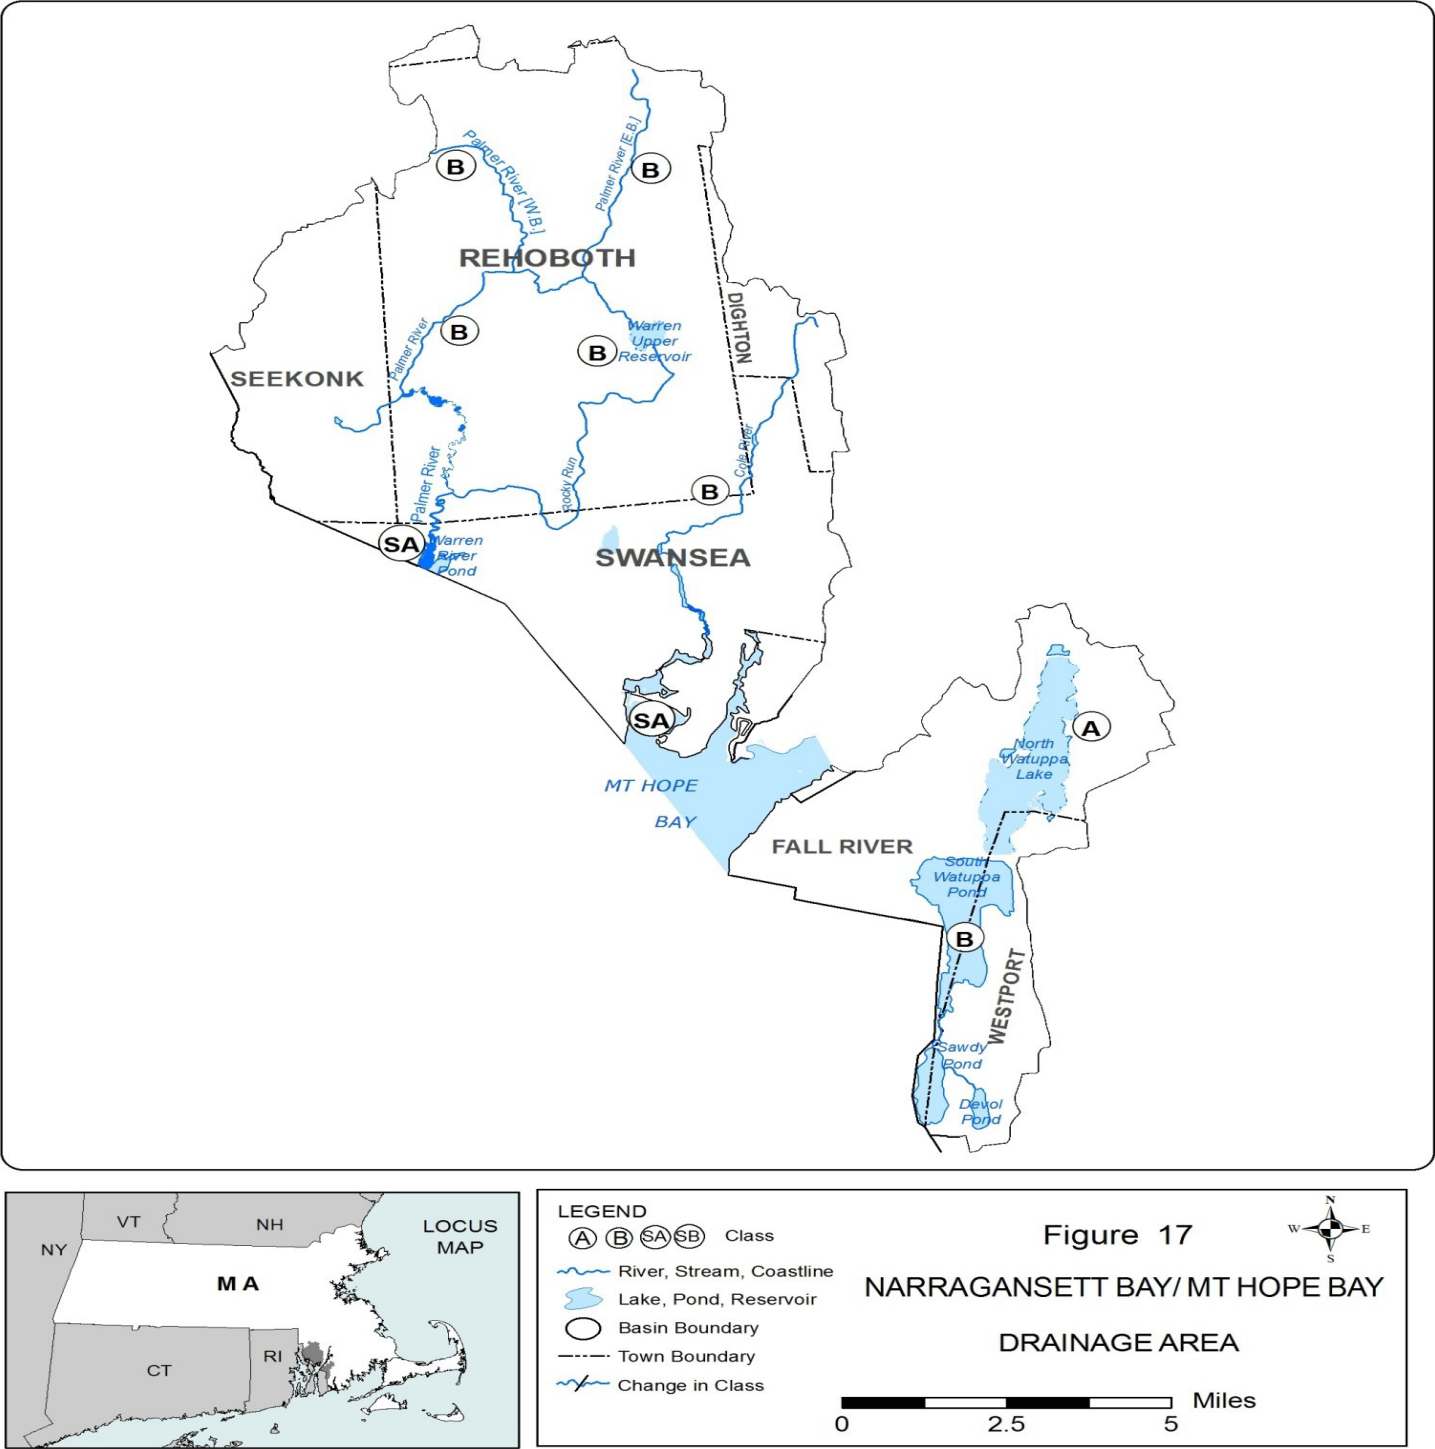 Palmer River [W.B.]
Palmer River [E.B.]
B
B
REHOBOTH
DIGHTON
Palmer River
B
B
Warren
Upper
Reservoir
SEEKONK
Palmer River
Rocky Run
Cole River
B
SA
Warren
River
Pond
SWANSEA
SA
A
North
Watuppa
Lake
MT HOPE
BAY
FALL RIVER
South
Watuppa
Pond
B
WESTPORT
Sawdy
Pond
Devol
Pond
VT
NH
NY
LOCUS
MAP
MA
CT
RI
LEGEND
A B SA SB Class
River, Stream, Coastline
Lake, Pond, Reservoir
Basin Boundary
Town Boundary
Change in Class
Figure 17
N
W E
S
NARRAGANSETT BAY/ MT HOPE BAY
DRAINAGE AREA
Miles
0 2.5 5